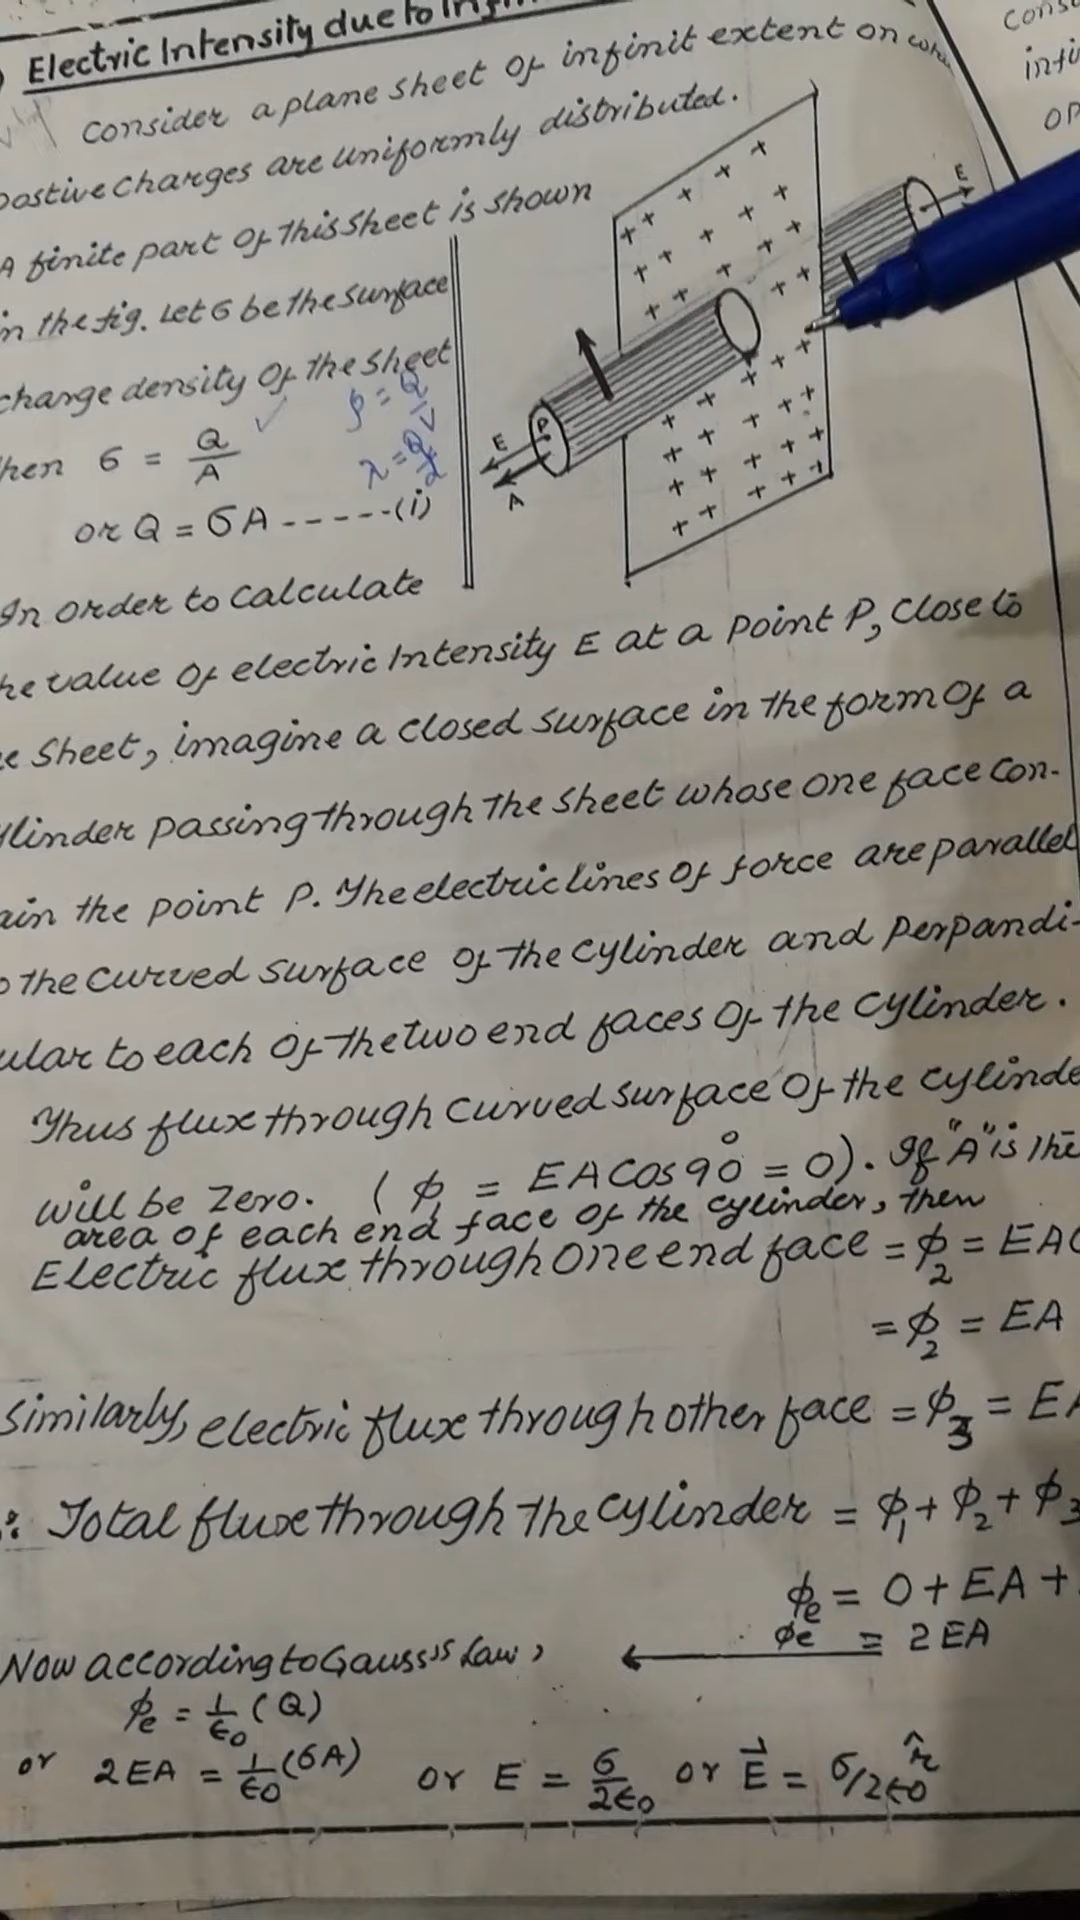 Electric Intensity due to Infin
Consider a plane sheet of infinit extent on
postive charges are uniformly distributed.
A finite part of this sheet is shown
in the fig. Let σ be the surface
charge density of the sheet
hen σ = Q/A
ρ = Q/V
λ = Q/L
or Q = σA -----(i)
E
P
A
E
In order to calculate
he value of electric Intensity E at a point P, close to
e sheet, imagine a closed surface in the form of a
ylinder passing through the sheet whose one face con-
ain the point P. The electric lines of force are parallel
o the curved surface of the cylinder and perpandi-
ular to each of the two end faces of the cylinder.
Thus flux through curved surface of the cylinde
will be zero. (ϕ₁ = EA Cos90° = 0). If "A" is the
area of each end face of the cylinder, then
Electric flux through one end face = ϕ₂ = EAC
= ϕ₂ = EA
Similarly, electric flux through other face = ϕ₃ = EA
∴ Total flux through the cylinder = ϕ₁ + ϕ₂ + ϕ₃
ϕe = 0 + EA +
ϕe = 2EA
Now according to Gauss's Law,
ϕe = 1/ϵ₀ (Q)
or 2EA = 1/ϵ₀ (σA) or E = σ/2ϵ₀ or E⃗ = σ/2ϵ₀ r̂